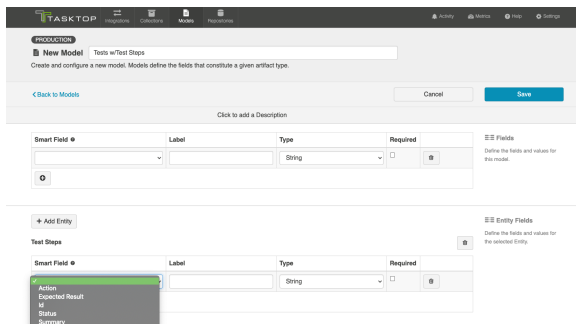 TASKTOP Integrations Collections Models Repositories Activity Metrics Help Settings
PRODUCTION
New Model Tests w/Test Steps
Create and configure a new model. Models define the fields that constitute a given artifact type.
Back to Models Cancel Save
Click to add a Description
Smart Field Label Type Required
String
Fields
Define the fields and values for
this model.
+ Add Entity
Entity Fields
Define the fields and values for
the selected Entity.
Test Steps
Smart Field Label Type Required
String
Action
Expected Result
Id
Status
Summary